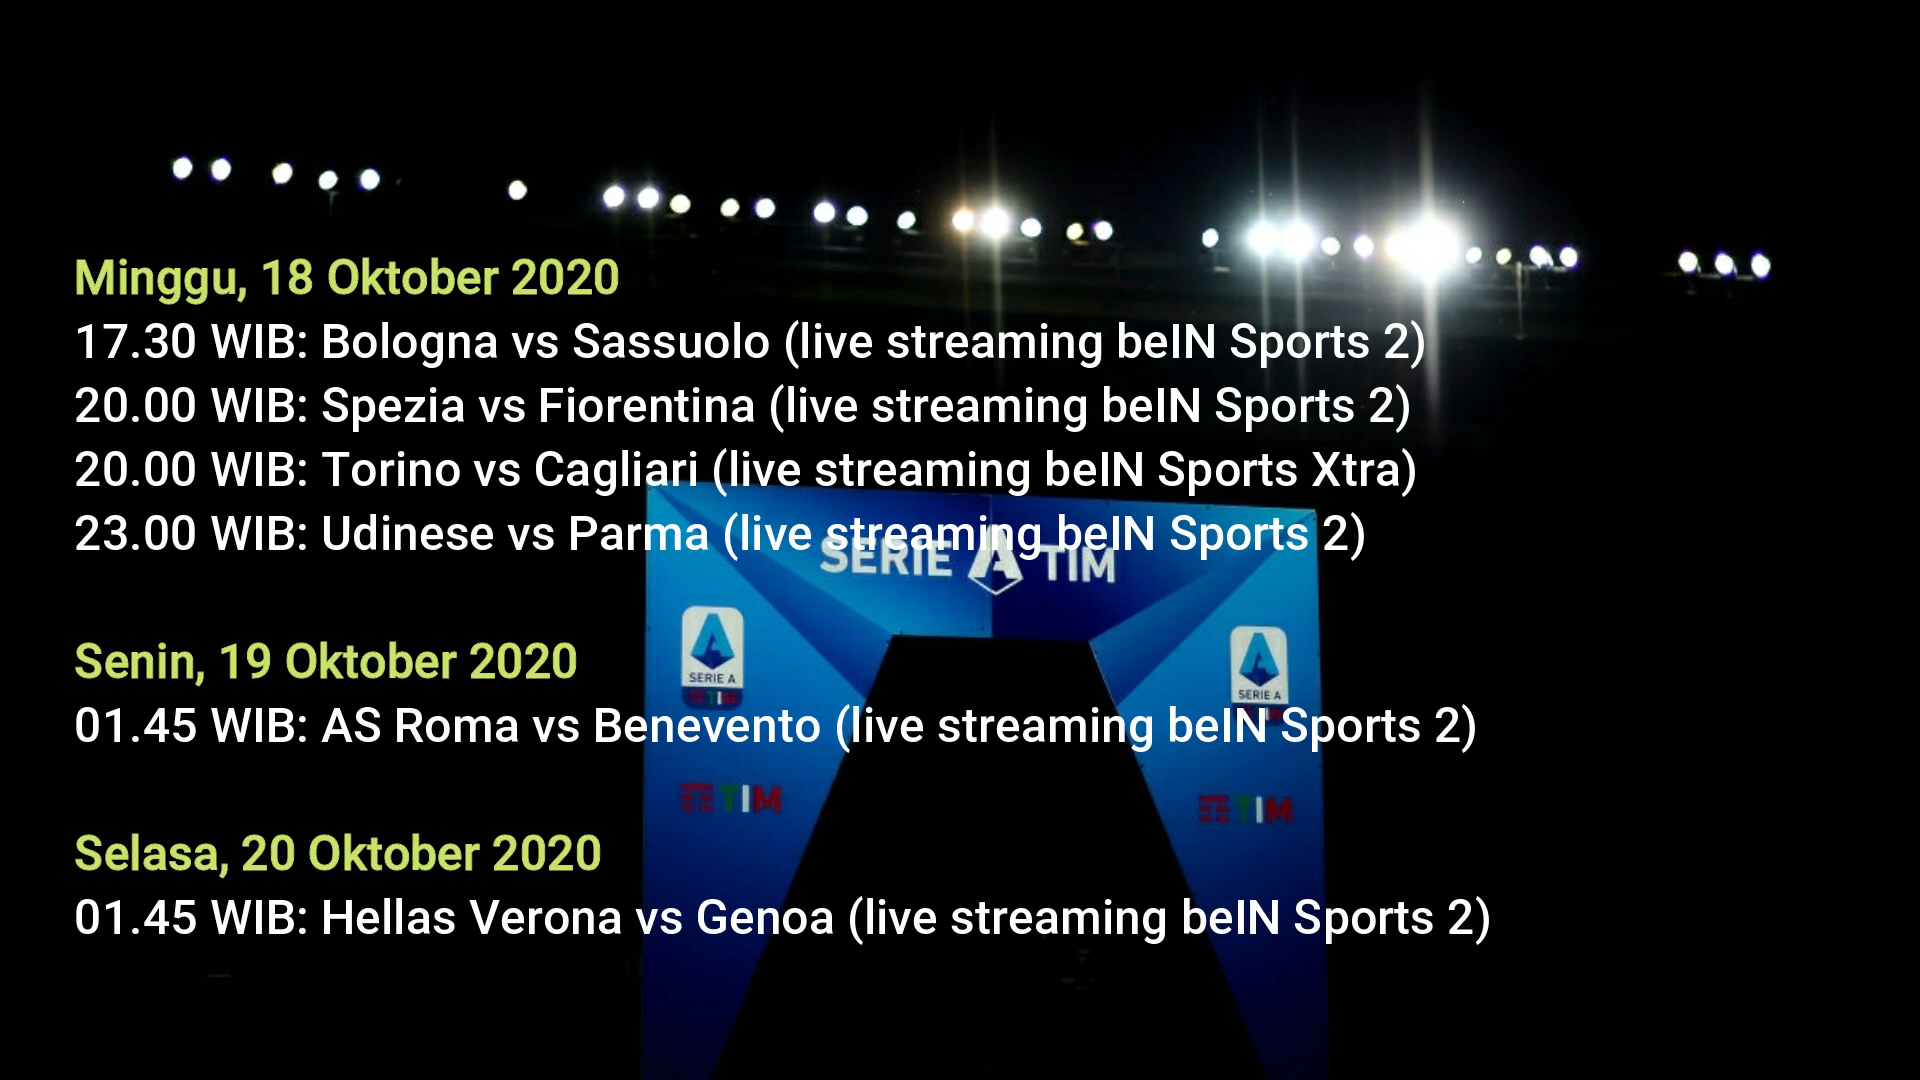 Minggu, 18 Oktober 2020
17.30 WIB: Bologna vs Sassuolo (live streaming beIN Sports 2)
20.00 WIB: Spezia vs Fiorentina (live streaming beIN Sports 2)
20.00 WIB: Torino vs Cagliari (live streaming beIN Sports Xtra)
23.00 WIB: Udinese vs Parma (live streaming beIN Sports 2)
SERIE A TIM
SERIE A
TIM
SERIE A
Senin, 19 Oktober 2020
01.45 WIB: AS Roma vs Benevento (live streaming beIN Sports 2)
TIM
TIM
Selasa, 20 Oktober 2020
01.45 WIB: Hellas Verona vs Genoa (live streaming beIN Sports 2)